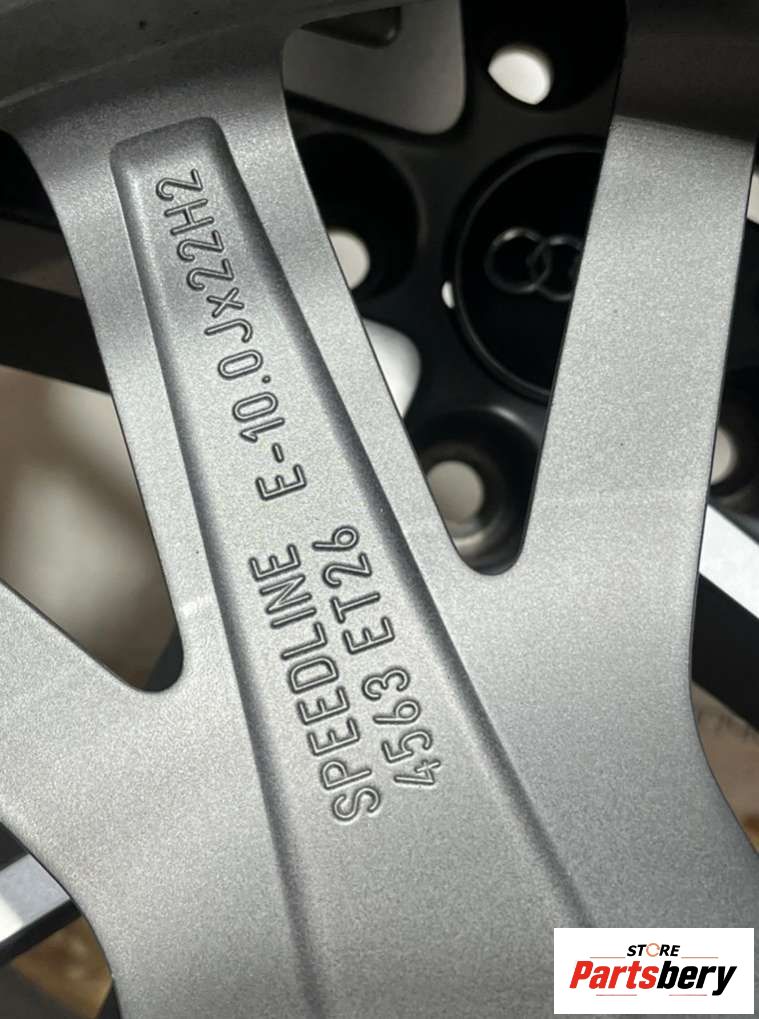 E-10.0Jx22H2
SPEEDLINE
4563 ET26
STORE
Partsbery